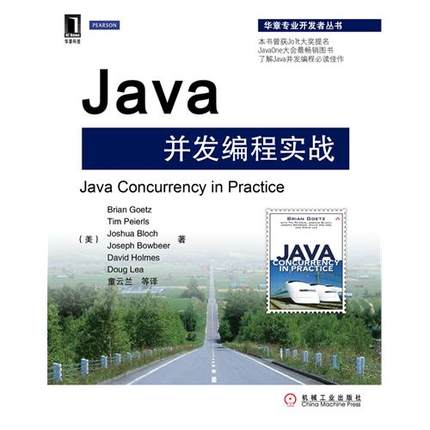 华章科技
PEARSON
华章专业开发者丛书
本书曾获Jolt大奖提名
JavaOne大会最畅销图书
了解Java并发编程必读佳作
Java
并发编程实战
Java Concurrency in Practice
Brian Goetz
Tim Peierls
Joshua Bloch
(美)
Joseph Bowbeer
著
David Holmes
Doug Lea
童云兰 等译
BRIAN GOETZ
JAVA
CONCURRENCY
IN PRACTICE
机械工业出版社
China Machine Press